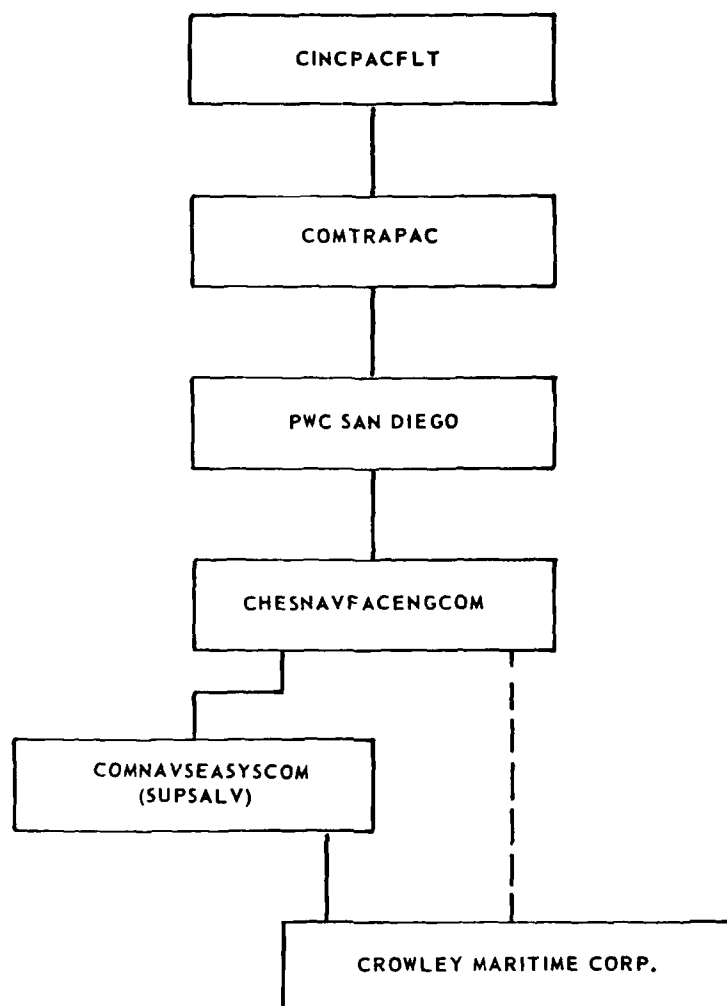 CINCPACFLT
COMTRAPAC
PWC SAN DIEGO
CHESNAVFACENGCOM
COMNAVSEASYSCOM
(SUPSALV)
CROWLEY MARITIME CORP.